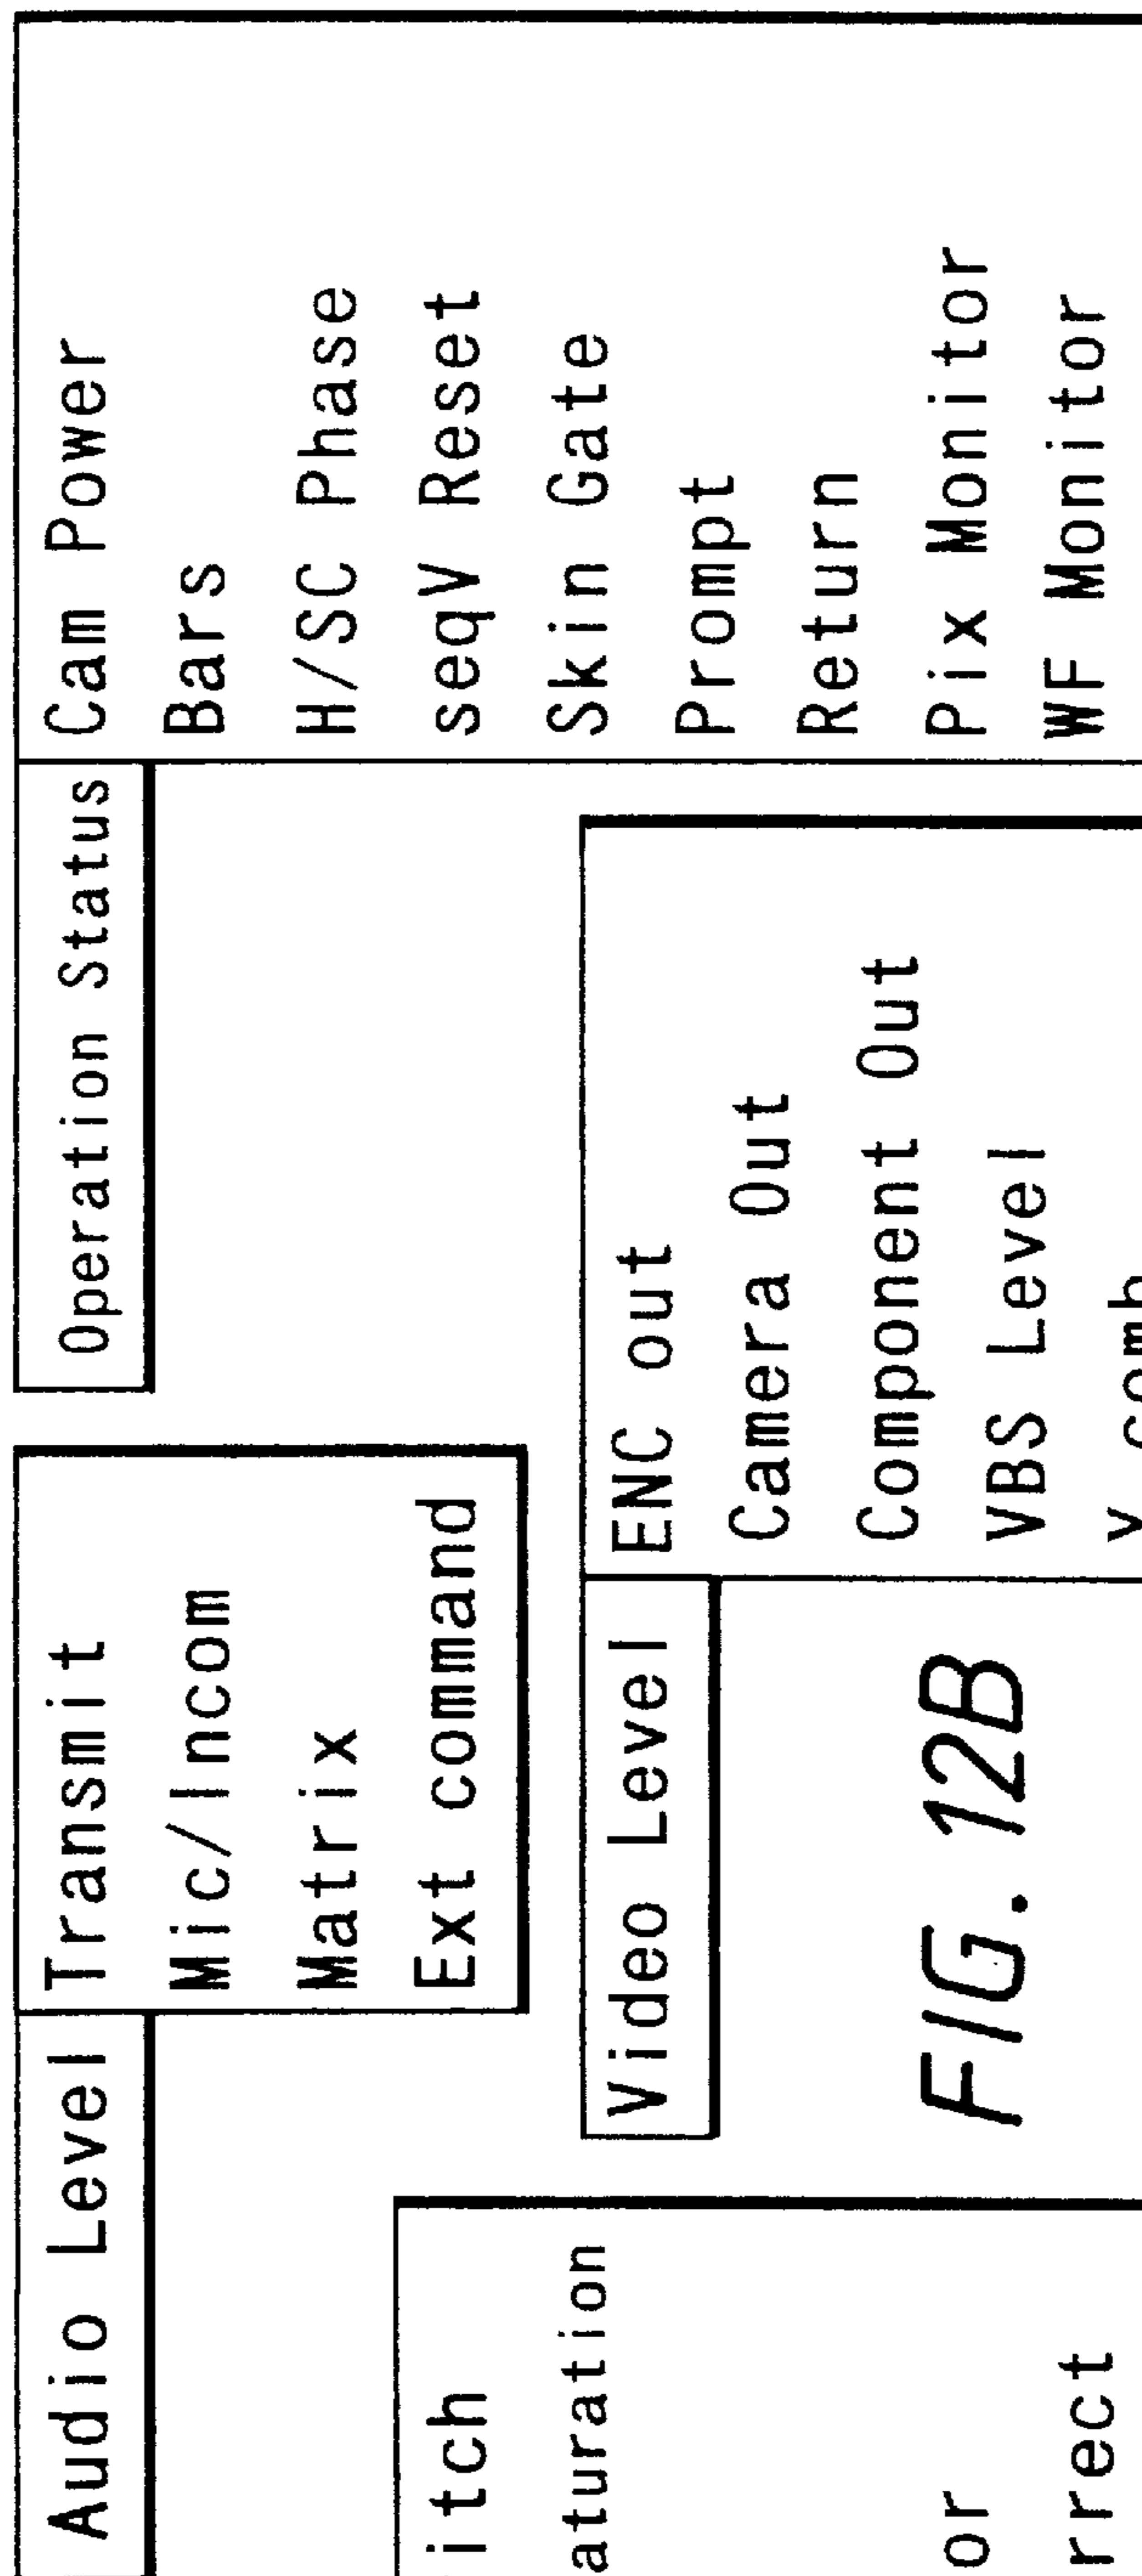 Audio Level
Transmit
Mic/Incom
Matrix
Ext command
Operation Status
Cam Power
Bars
H/SC Phase
seqV Reset
Skin Gate
Prompt
Return
Pix Monitor
WF Monitor
itch
aturation
or
rrect
Video Level
ENC out
Camera Out
Component Out
VBS Level
FIG. 12B